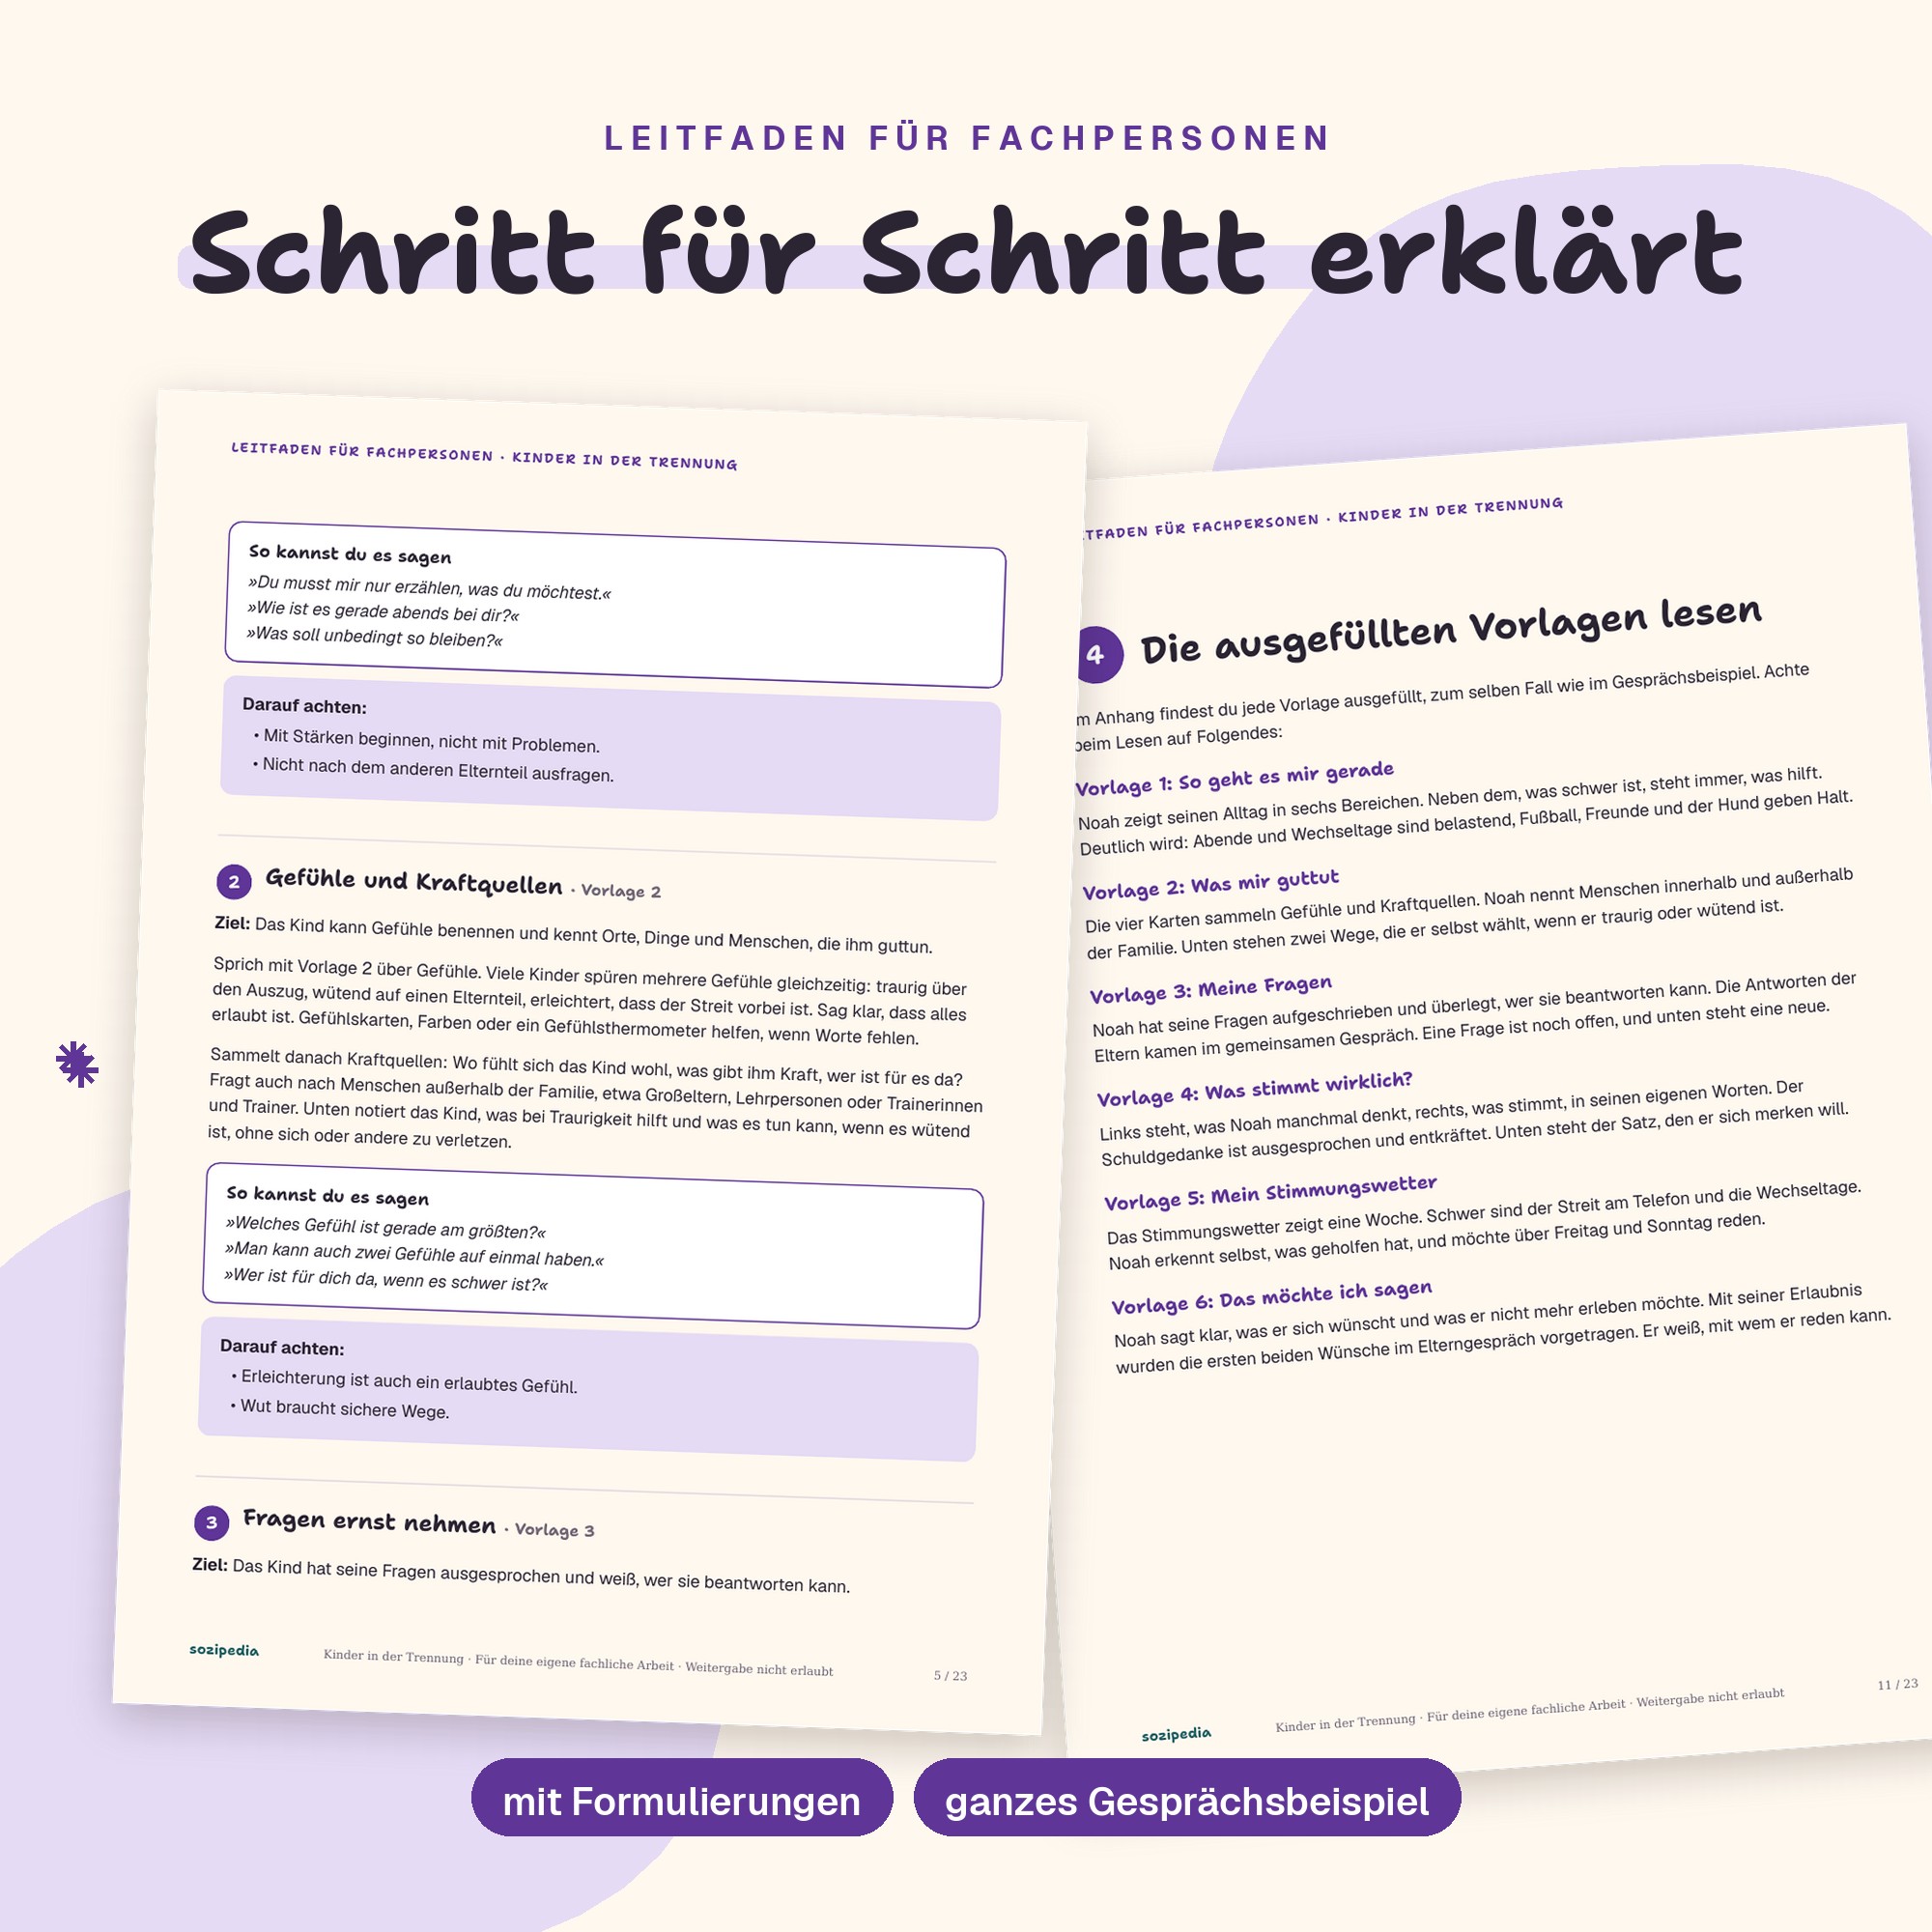 LEITFADEN FÜR FACHPERSONEN
Schritt für Schritt erklärt
LEITFADEN FÜR FACHPERSONEN · KINDER IN DER TRENNUNG
So kannst du es sagen
»Du musst mir nur erzählen, was du möchtest.«
»Wie ist es gerade abends bei dir?«
»Was soll unbedingt so bleiben?«
Darauf achten:
• Mit Stärken beginnen, nicht mit Problemen.
• Nicht nach dem anderen Elternteil ausfragen.
2 Gefühle und Kraftquellen · Vorlage 2
Ziel: Das Kind kann Gefühle benennen und kennt Orte, Dinge und Menschen, die ihm guttun.
Sprich mit Vorlage 2 über Gefühle. Viele Kinder spüren mehrere Gefühle gleichzeitig: traurig über
den Auszug, wütend auf einen Elternteil, erleichtert, dass der Streit vorbei ist. Sag klar, dass alles
erlaubt ist. Gefühlskarten, Farben oder ein Gefühlsthermometer helfen, wenn Worte fehlen.
Sammelt danach Kraftquellen: Wo fühlt sich das Kind wohl, was gibt ihm Kraft, wer ist für es da?
Fragt auch nach Menschen außerhalb der Familie, etwa Großeltern, Lehrpersonen oder Trainerinnen
und Trainer. Unten notiert das Kind, was bei Traurigkeit hilft und was es tun kann, wenn es wütend
ist, ohne sich oder andere zu verletzen.
So kannst du es sagen
»Welches Gefühl ist gerade am größten?«
»Man kann auch zwei Gefühle auf einmal haben.«
»Wer ist für dich da, wenn es schwer ist?«
Darauf achten:
• Erleichterung ist auch ein erlaubtes Gefühl.
• Wut braucht sichere Wege.
3 Fragen ernst nehmen · Vorlage 3
Ziel: Das Kind hat seine Fragen ausgesprochen und weiß, wer sie beantworten kann.
sozipedia Kinder in der Trennung · Für deine eigene fachliche Arbeit · Weitergabe nicht erlaubt 5 / 23
TFADEN FÜR FACHPERSONEN · KINDER IN DER TRENNUNG
4 Die ausgefüllten Vorlagen lesen
m Anhang findest du jede Vorlage ausgefüllt, zum selben Fall wie im Gesprächsbeispiel. Achte
beim Lesen auf Folgendes:
Vorlage 1: So geht es mir gerade
Noah zeigt seinen Alltag in sechs Bereichen. Neben dem, was schwer ist, steht immer, was hilft.
Deutlich wird: Abende und Wechseltage sind belastend, Fußball, Freunde und der Hund geben Halt.
Vorlage 2: Was mir guttut
Die vier Karten sammeln Gefühle und Kraftquellen. Noah nennt Menschen innerhalb und außerhalb
der Familie. Unten stehen zwei Wege, die er selbst wählt, wenn er traurig oder wütend ist.
Vorlage 3: Meine Fragen
Noah hat seine Fragen aufgeschrieben und überlegt, wer sie beantworten kann. Die Antworten der
Eltern kamen im gemeinsamen Gespräch. Eine Frage ist noch offen, und unten steht eine neue.
Vorlage 4: Was stimmt wirklich?
Links steht, was Noah manchmal denkt, rechts, was stimmt, in seinen eigenen Worten. Der
Schuldgedanke ist ausgesprochen und entkräftet. Unten steht der Satz, den er sich merken will.
Vorlage 5: Mein Stimmungswetter
Das Stimmungswetter zeigt eine Woche. Schwer sind der Streit am Telefon und die Wechseltage.
Noah erkennt selbst, was geholfen hat, und möchte über Freitag und Sonntag reden.
Vorlage 6: Das möchte ich sagen
Noah sagt klar, was er sich wünscht und was er nicht mehr erleben möchte. Mit seiner Erlaubnis
wurden die ersten beiden Wünsche im Elterngespräch vorgetragen. Er weiß, mit wem er reden kann.
sozipedia Kinder in der Trennung · Für deine eigene fachliche Arbeit · Weitergabe nicht erlaubt 11 / 23
mit Formulierungen
ganzes Gesprächsbeispiel